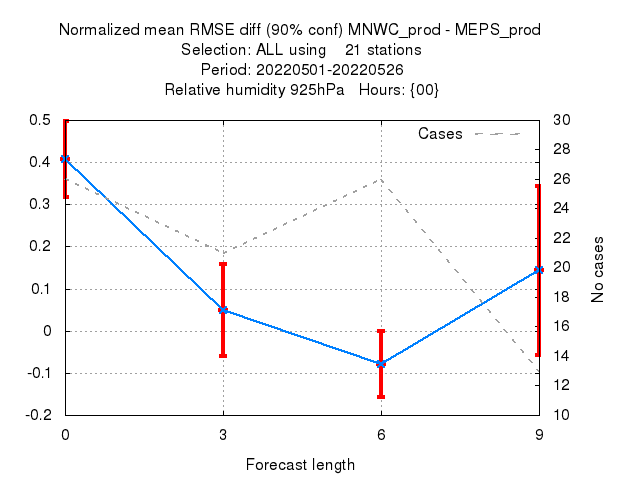 Normalized mean RMSE diff (90% conf) MNWC_prod - MEPS_prod
Selection: ALL using    21 stations
Period: 20220501-20220526
Relative humidity 925hPa   Hours: {00}
Cases
0.5
0.4
0.3
0.2
0.1
0
-0.1
-0.2
30
28
26
24
22
20
18
16
14
12
10
No cases
0 3 6 9
Forecast length